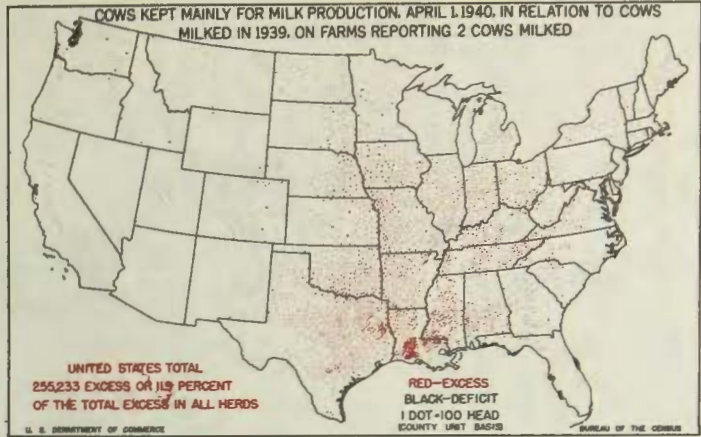 COWS KEPT MAINLY FOR MILK PRODUCTION, APRIL 1, 1940, IN RELATION TO COWS
MILKED IN 1939, ON FARMS REPORTING 2 COWS MILKED
UNITED STATES TOTAL
255,233 EXCESS OR 11.9 PERCENT
OF THE TOTAL EXCESS IN ALL HERDS
RED-EXCESS
BLACK-DEFICIT
1 DOT=100 HEAD
(COUNTY UNIT BASIS)
U. S. DEPARTMENT OF COMMERCE
BUREAU OF THE CENSUS